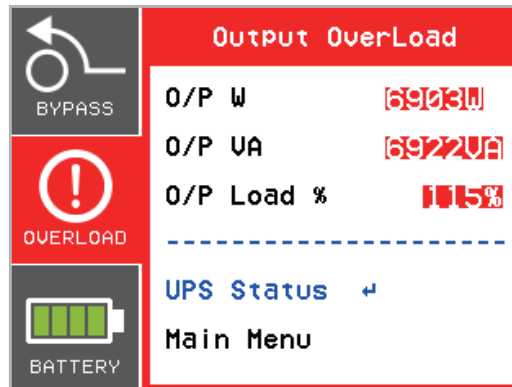 BYPASS
OVERLOAD
BATTERY
Output OverLoad
O/P W 6903W
O/P VA 6922VA
O/P Load % 115%
UPS Status ↵
Main Menu